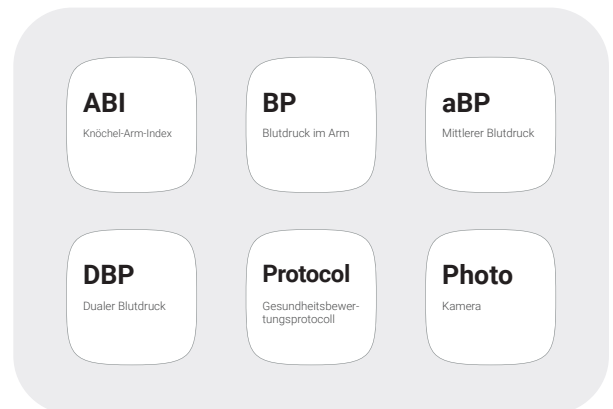 ABI
Knöchel-Arm-Index
BP
Blutdruck im Arm
aBP
Mittlerer Blutdruck
DBP
Dualer Blutdruck
Protocol
Gesundheitsbewer-
tungsprotocoll
Photo
Kamera